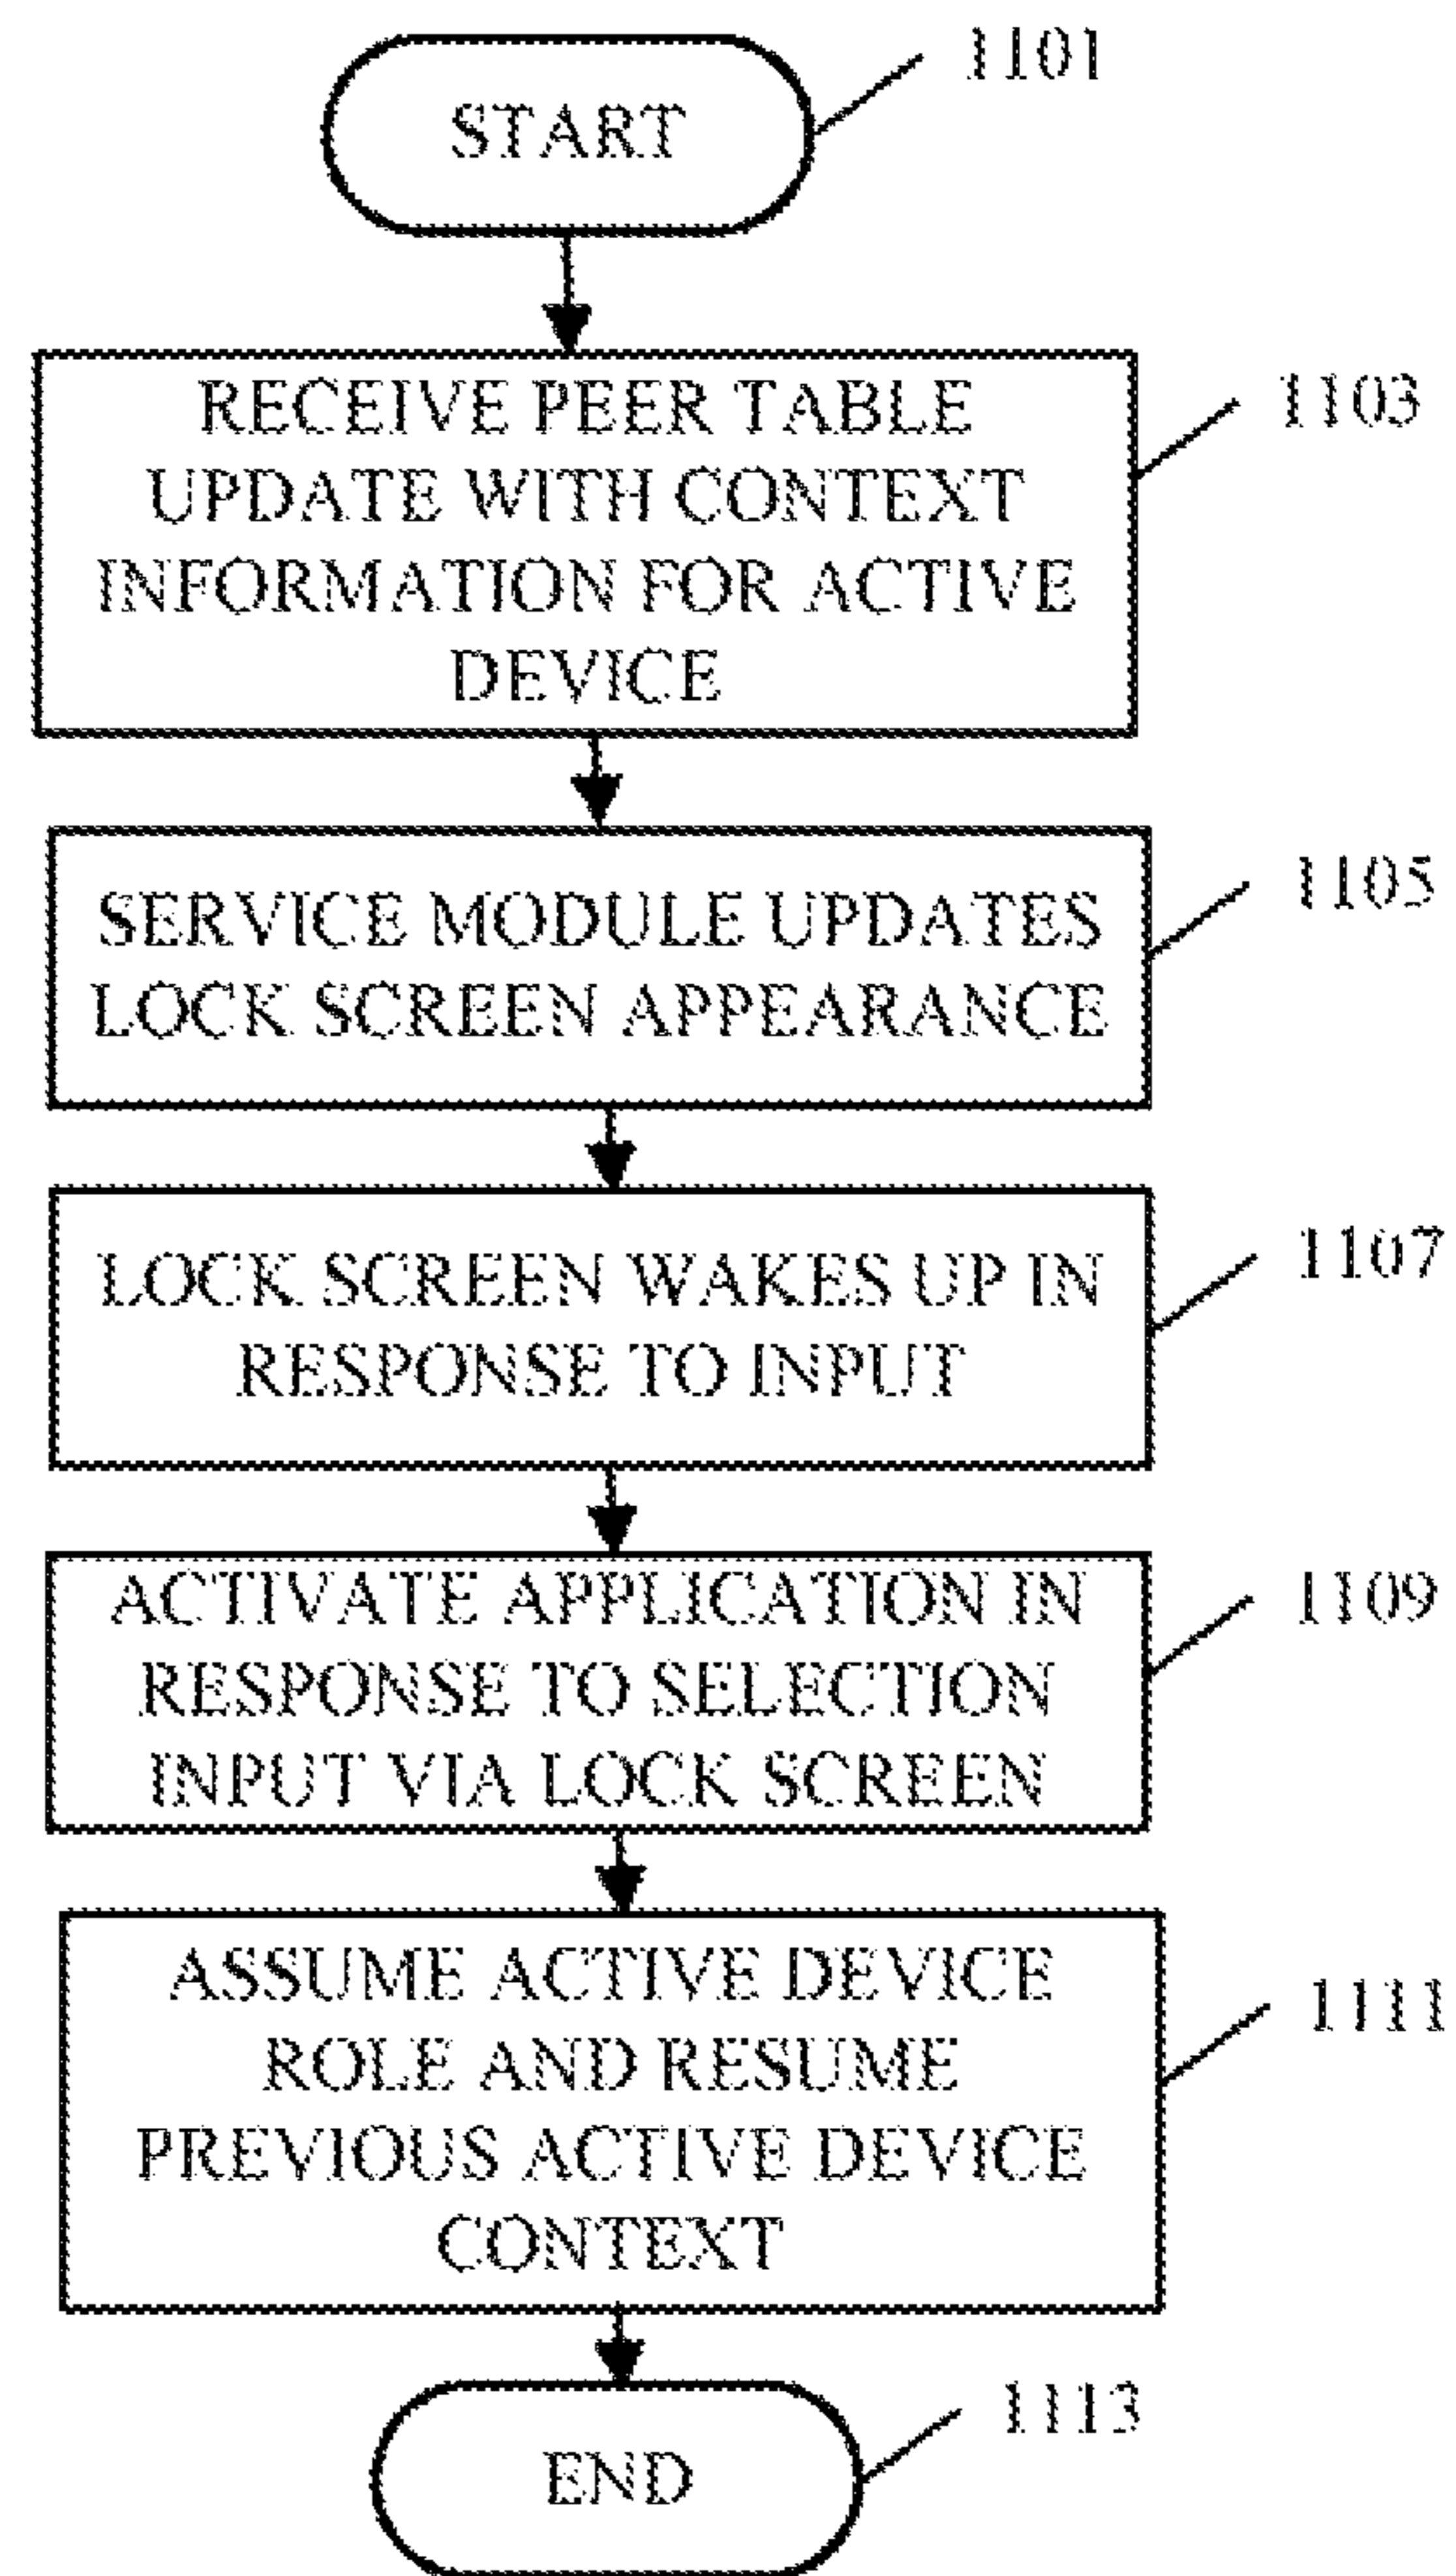 1101
START
RECEIVE PEER TABLE
UPDATE WITH CONTEXT
INFORMATION FOR ACTIVE
DEVICE
1103
SERVICE MODULE UPDATES
LOCK SCREEN APPEARANCE
1105
LOCK SCREEN WAKES UP IN
RESPONSE TO INPUT
1107
ACTIVATE APPLICATION IN
RESPONSE TO SELECTION
INPUT VIA LOCK SCREEN
1109
ASSUME ACTIVE DEVICE
ROLE AND RESUME
PREVIOUS ACTIVE DEVICE
CONTEXT
1111
END
1113